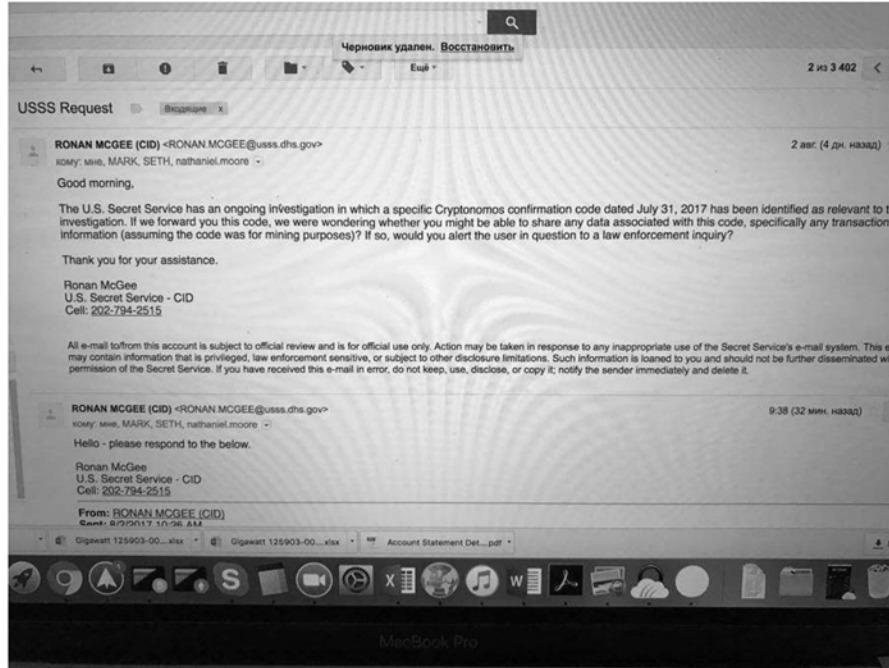 Черновик удален. Восстановить
Ещё
2 из 3 402
USSS Request
Входящие x
RONAN MCGEE (CID) <RONAN.MCGEE@usss.dhs.gov>
2 авг. (4 дн. назад)
кому: мне, MARK, SETH, nathaniel.moore
Good morning,
The U.S. Secret Service has an ongoing investigation in which a specific Cryptonomos confirmation code dated July 31, 2017 has been identified as relevant to
investigation. If we forward you this code, we were wondering whether you might be able to share any data associated with this code, specifically any transaction
information (assuming the code was for mining purposes)? If so, would you alert the user in question to a law enforcement inquiry?
Thank you for your assistance.
Ronan McGee
U.S. Secret Service - CID
Cell: 202-794-2515
All e-mail to/from this account is subject to official review and is for official use only. Action may be taken in response to any inappropriate use of the Secret Service's e-mail system. This
may contain information that is privileged, law enforcement sensitive, or subject to other disclosure limitations. Such information is loaned to you and should not be further disseminated
permission of the Secret Service. If you have received this e-mail in error, do not keep, use, disclose, or copy it; notify the sender immediately and delete it.
RONAN MCGEE (CID) <RONAN.MCGEE@usss.dhs.gov>
9:38 (32 мин. назад)
кому: мне, MARK, SETH, nathaniel.moore
Hello - please respond to the below.
Ronan McGee
U.S. Secret Service - CID
Cell: 202-794-2515
From: RONAN MCGEE (CID)
Sent: 8/2/2017 10:26 AM
Gigawatt 125903-00....xlsx
Gigawatt 125903-00....xlsx
Account Statement Det....pdf
S
X
W
MacBook Pro